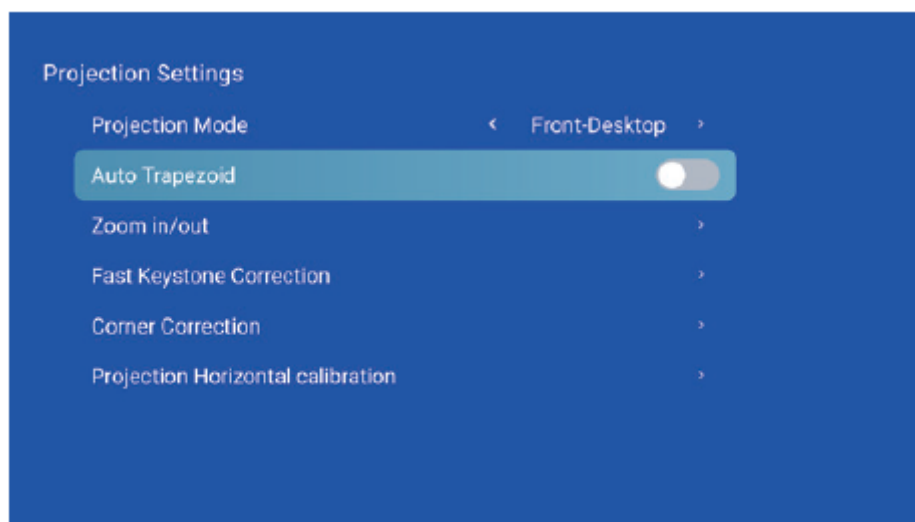 Projection Settings
Projection Mode < Front-Desktop >
Auto Trapezoid
Zoom in/out >
Fast Keystone Correction >
Corner Correction >
Projection Horizontal calibration >